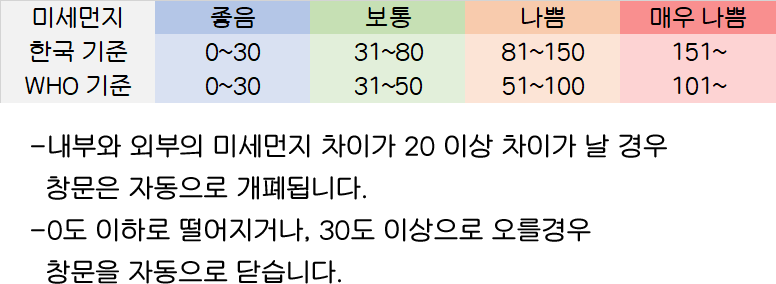 미세먼지 좋음 보통 나쁨 매우 나쁨
한국 기준 0~30 31~80 81~150 151~
WHO 기준 0~30 31~50 51~100 101~
-내부와 외부의 미세먼지 차이가 20 이상 차이가 날 경우
창문은 자동으로 개폐됩니다.
-0도 이하로 떨어지거나, 30도 이상으로 오를경우
창문을 자동으로 닫습니다.